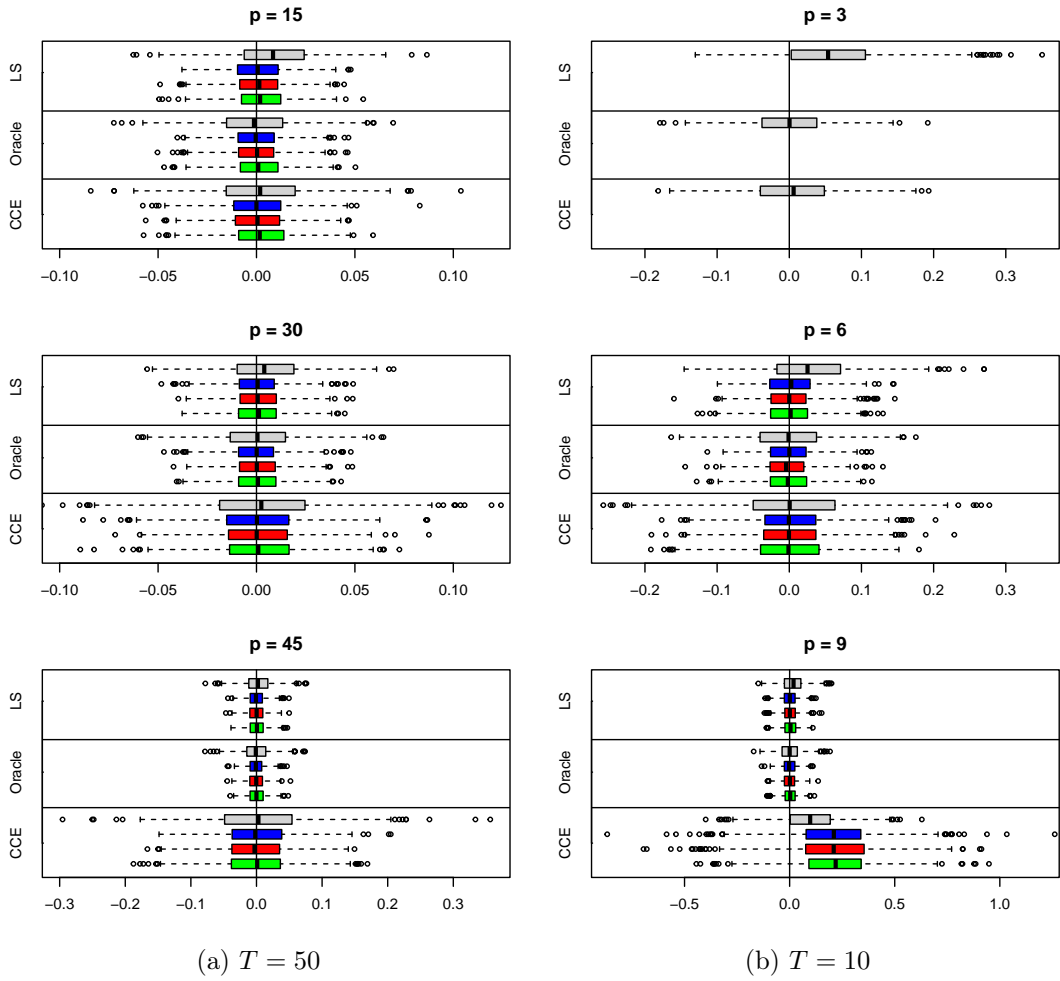 p = 15
LS
Oracle
CCE
−0.10 −0.05 0.00 0.05 0.10
p = 3
LS
Oracle
CCE
−0.2 −0.1 0.0 0.1 0.2 0.3
p = 30
LS
Oracle
CCE
−0.10 −0.05 0.00 0.05 0.10
p = 6
LS
Oracle
CCE
−0.2 −0.1 0.0 0.1 0.2 0.3
p = 45
LS
Oracle
CCE
−0.3 −0.2 −0.1 0.0 0.1 0.2 0.3
p = 9
LS
Oracle
CCE
−0.5 0.0 0.5 1.0
(a) T = 50
(b) T = 10